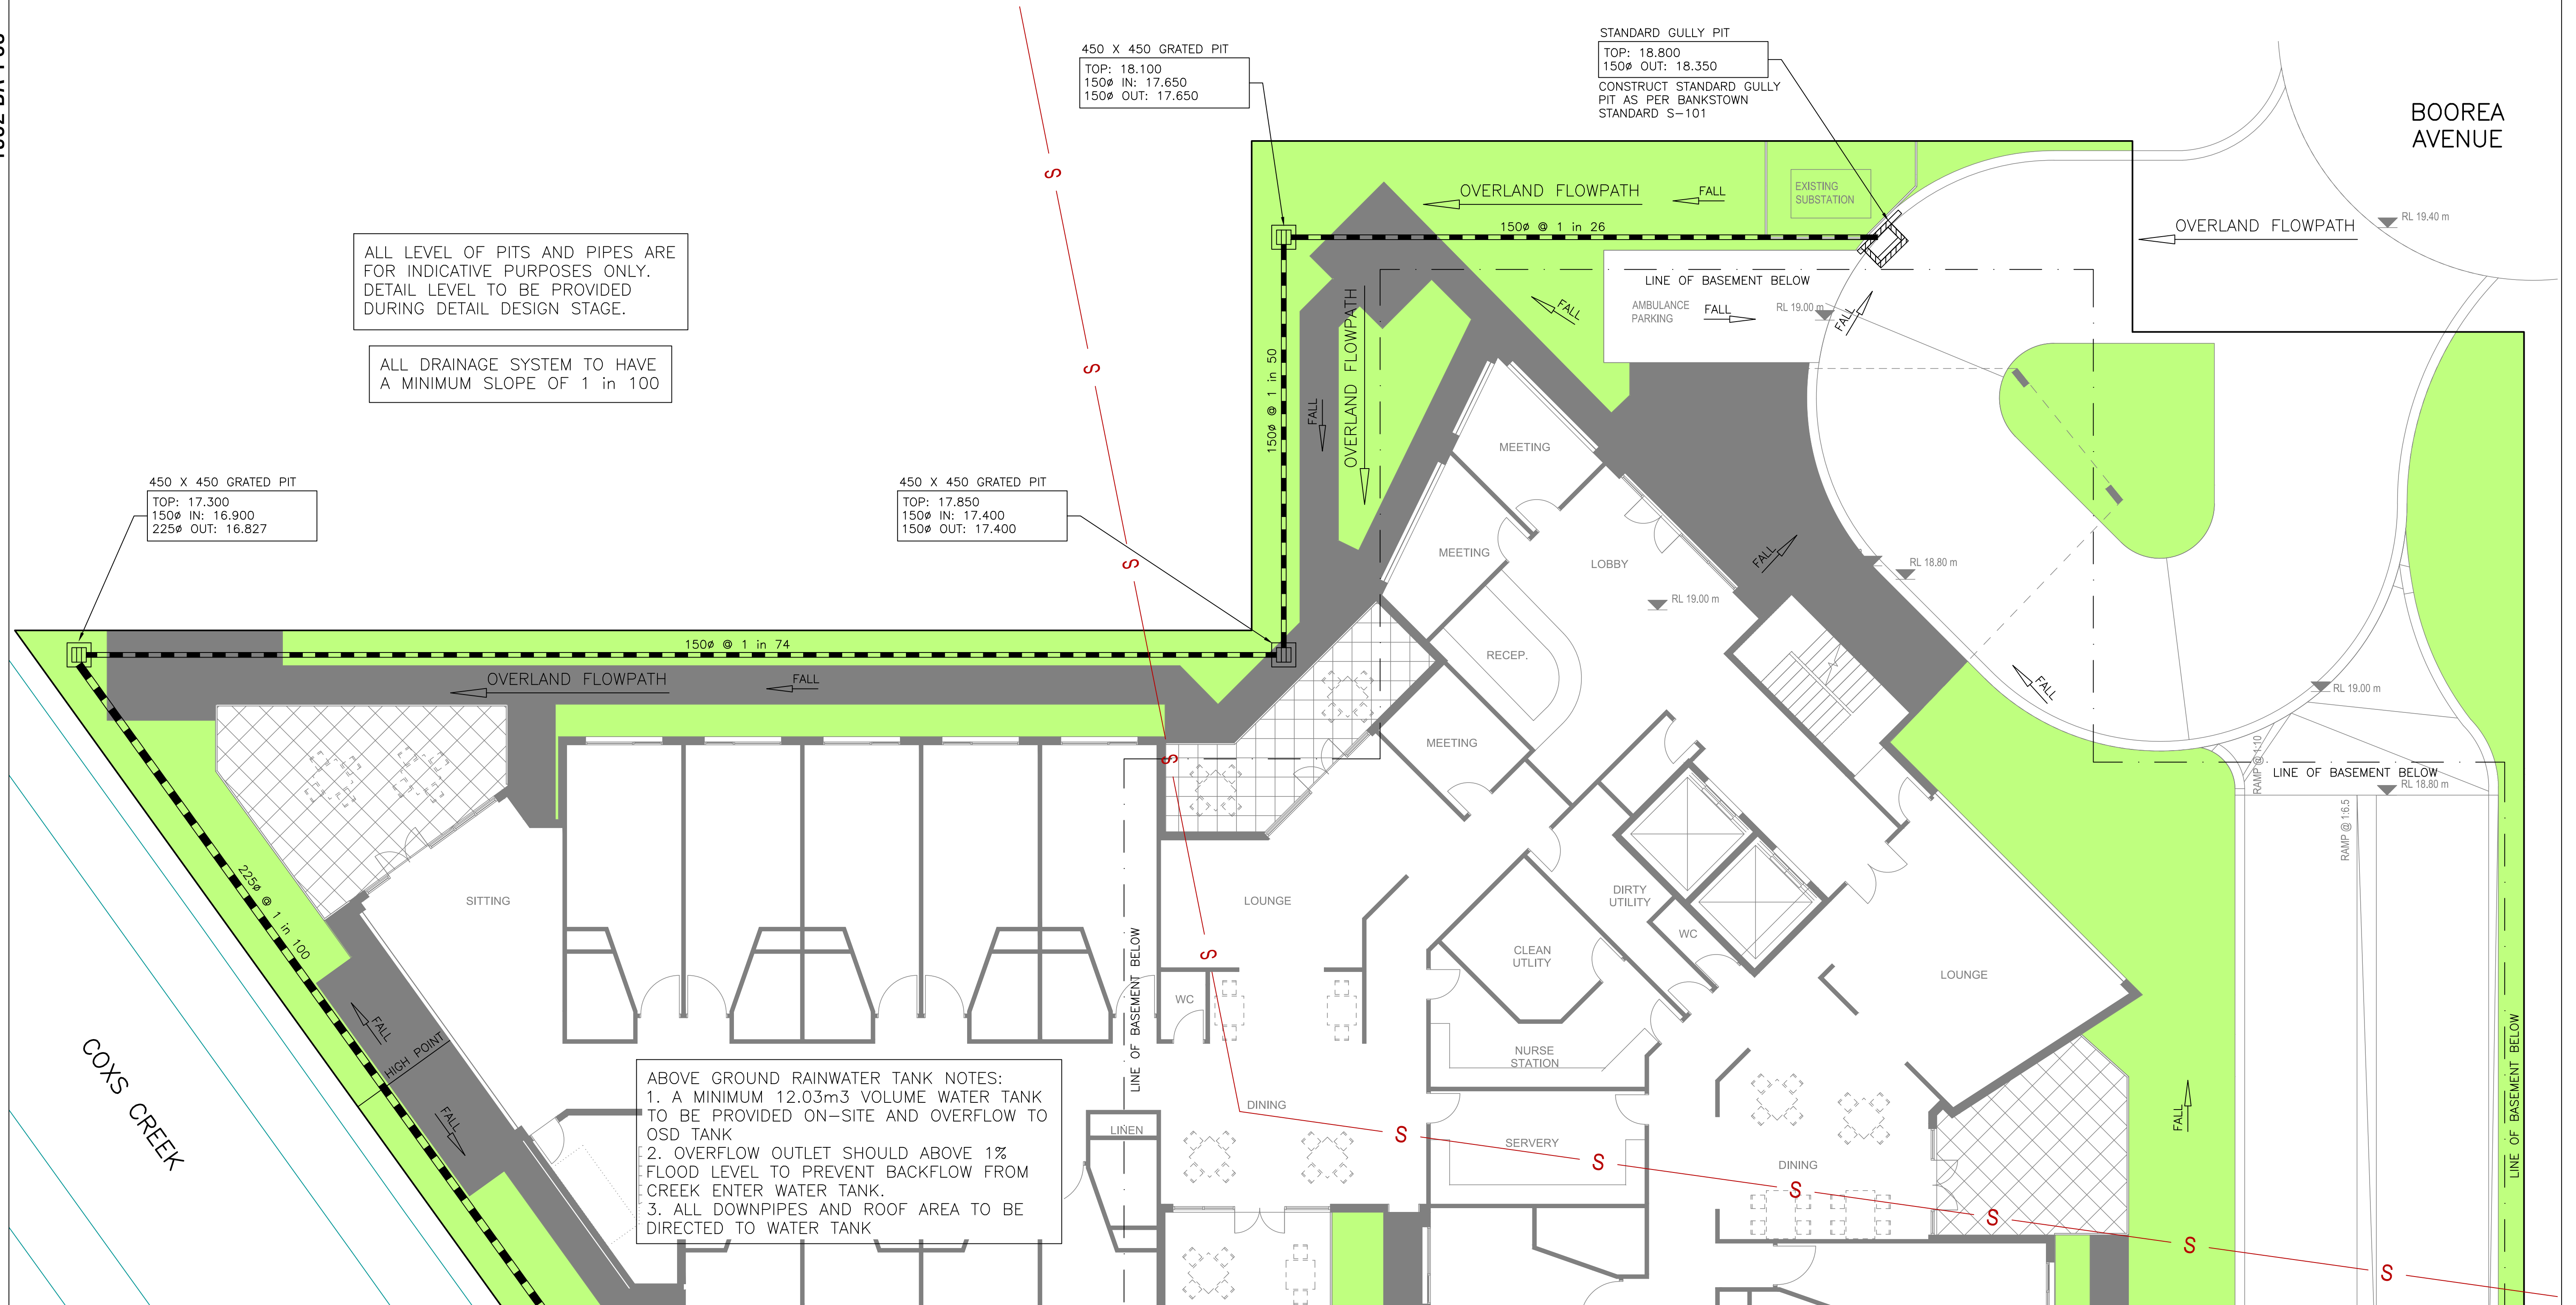 450 X 450 GRATED PIT
TOP: 18.100
150ø IN: 17.650
150ø OUT: 17.650
STANDARD GULLY PIT
TOP: 18.800
150ø OUT: 18.350
CONSTRUCT STANDARD GULLY
PIT AS PER BANKSTOWN
STANDARD S-101
BOOREA
AVENUE
S
OVERLAND FLOWPATH
FALL
EXISTING
SUBSTATION
150ø @ 1 in 26
OVERLAND FLOWPATH
RL 19.40 m
ALL LEVEL OF PITS AND PIPES ARE
FOR INDICATIVE PURPOSES ONLY.
DETAIL LEVEL TO BE PROVIDED
DURING DETAIL DESIGN STAGE.
LINE OF BASEMENT BELOW
AMBULANCE
PARKING
FALL
RL 19.00 m
FALL
FALL
ALL DRAINAGE SYSTEM TO HAVE
A MINIMUM SLOPE OF 1 in 100
S
150ø @ 1 in 50
FALL
OVERLAND FLOWPATH
MEETING
450 X 450 GRATED PIT
TOP: 17.300
150ø IN: 16.900
225ø OUT: 16.827
450 X 450 GRATED PIT
TOP: 17.850
150ø IN: 17.400
150ø OUT: 17.400
S
MEETING
LOBBY
FALL
RL 18.80 m
RL 19.00 m
150ø @ 1 in 74
RECEP.
OVERLAND FLOWPATH
FALL
FALL
RL 19.00 m
MEETING
S
RAMP @ 1:10
LINE OF BASEMENT BELOW
RL 18.80 m
RAMP @ 1:6.5
225ø @ 1 in 100
SITTING
LOUNGE
DIRTY
UTILITY
WC
CLEAN
UTLITY
LOUNGE
S
LINE OF BASEMENT BELOW
WC
FALL
HIGH POINT
FALL
COXS CREEK
NURSE
STATION
ABOVE GROUND RAINWATER TANK NOTES:
1. A MINIMUM 12.03m3 VOLUME WATER TANK
TO BE PROVIDED ON-SITE AND OVERFLOW TO
OSD TANK
2. OVERFLOW OUTLET SHOULD ABOVE 1%
FLOOD LEVEL TO PREVENT BACKFLOW FROM
CREEK ENTER WATER TANK.
3. ALL DOWNPIPES AND ROOF AREA TO BE
DIRECTED TO WATER TANK
LINEN
DINING
S
SERVERY
S
DINING
S
S
S
S
FALL
LINE OF BASEMENT BELOW